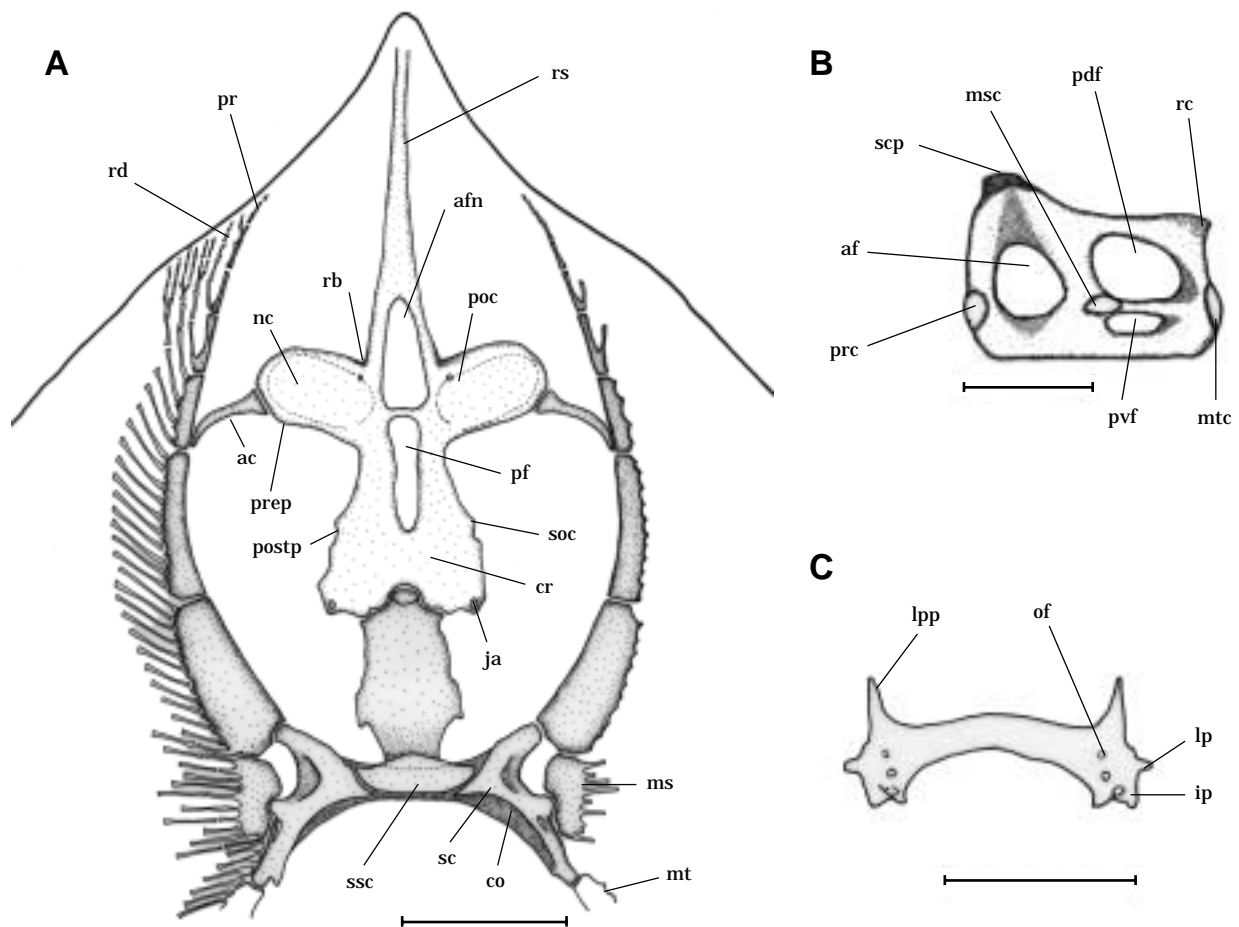 A
rs
pr
rd
afn
rb
poc
nc
ac
pf
prep
soc
postp
cr
ja
ms
sc
ssc
co
mt
B
pdf
msc
rc
scp
af
prc
pvf
mtc
C
of
lpp
lp
ip